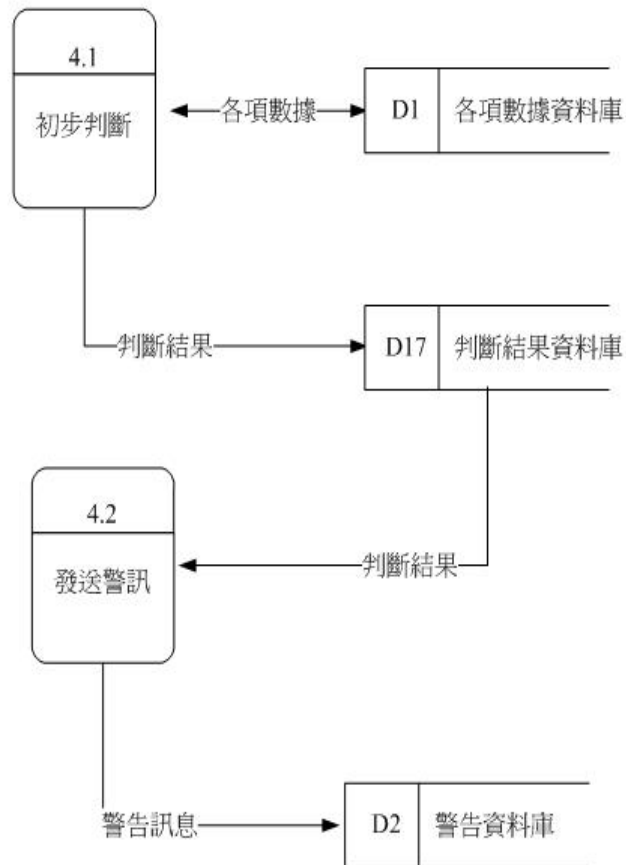 4.1
初步判斷
各項數據
D1
各項數據資料庫
判斷結果
D17
判斷結果資料庫
4.2
發送警訊
判斷結果
警告訊息
D2
警告資料庫